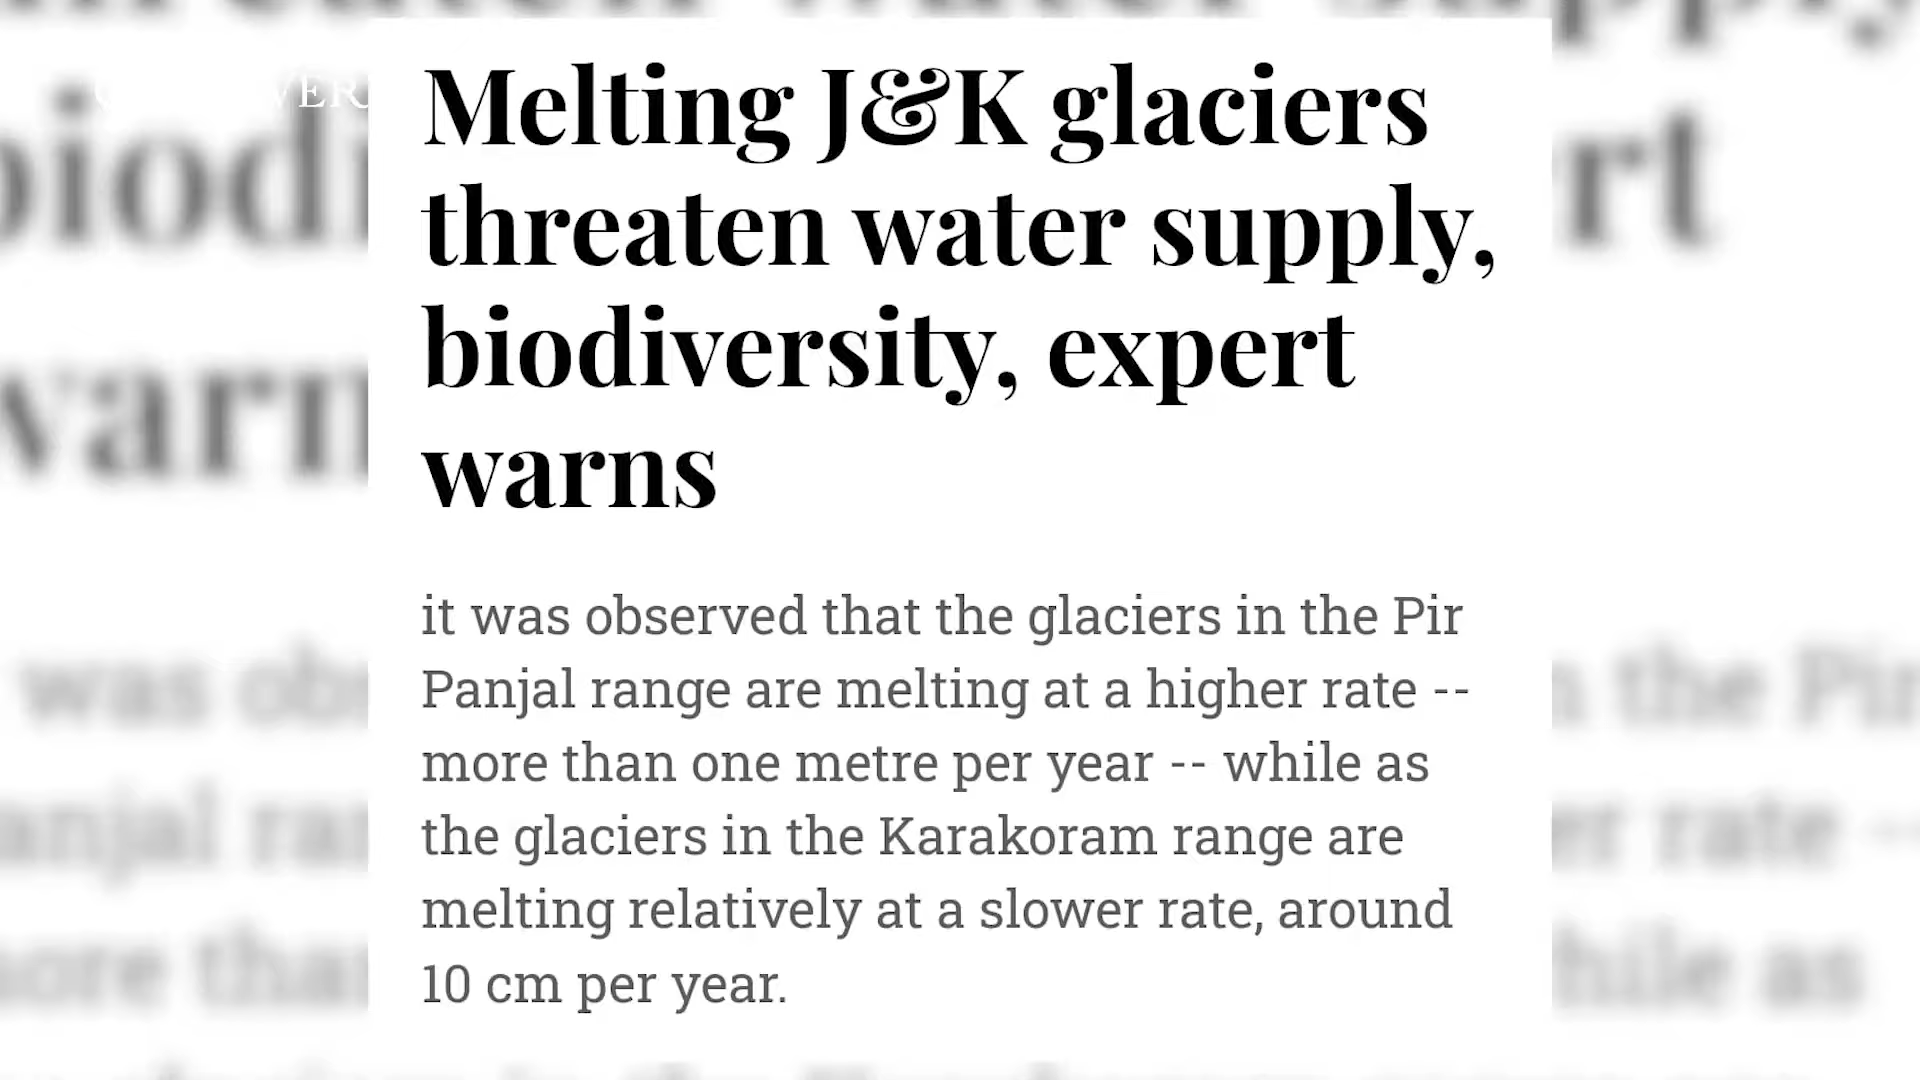 Melting J&K glaciers
threaten water supply,
biodiversity, expert
warns
it was observed that the glaciers in the Pir
Panjal range are melting at a higher rate --
more than one metre per year -- while as
the glaciers in the Karakoram range are
melting relatively at a slower rate, around
10 cm per year.